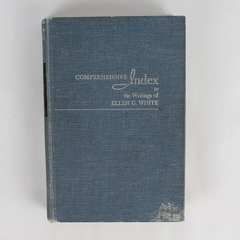 COMPREHENSIVE Index
to
the Writings of
ELLEN G. WHITE